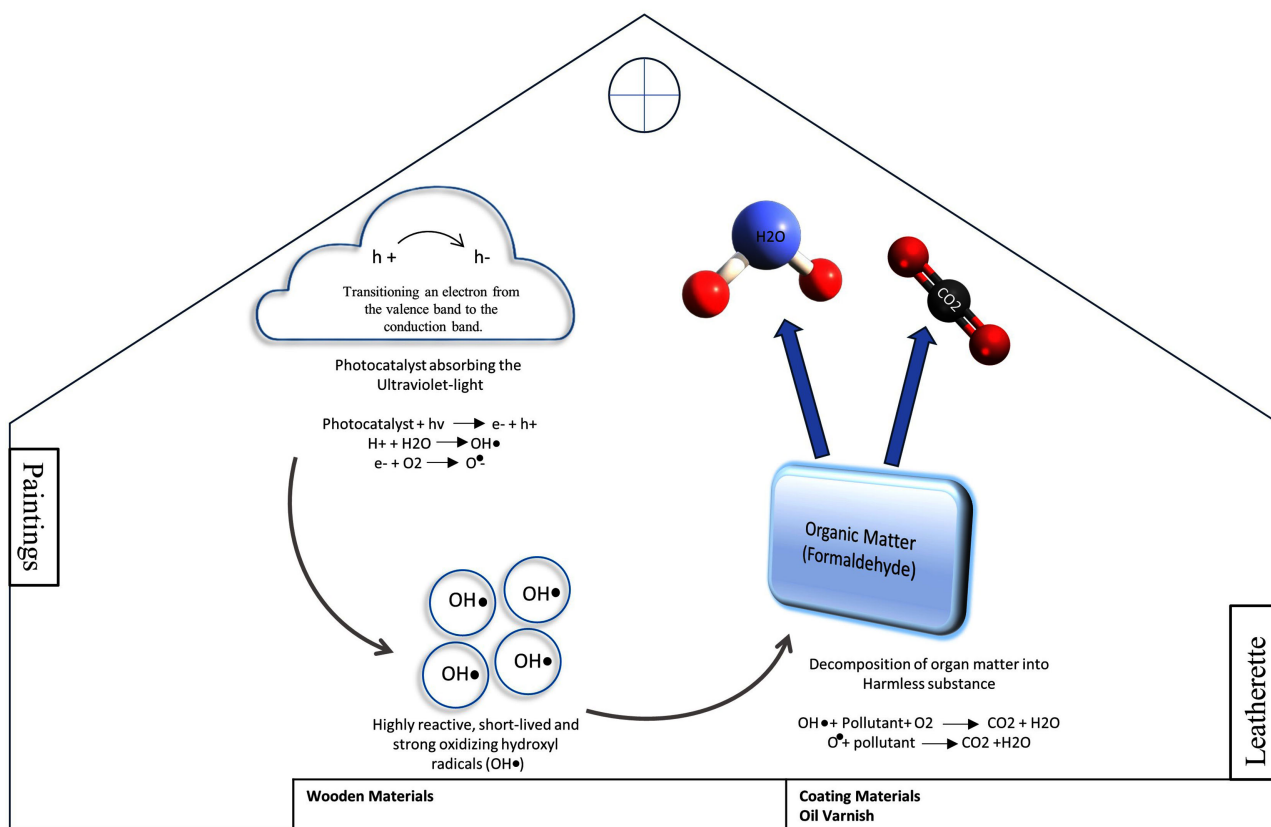 h + h-
Transitioning an electron from
the valence band to the
conduction band.
Photocatalyst absorbing the
Ultraviolet-light
Photocatalyst + hv ⟶ e- + h+
H+ + H2O ⟶ OH●
e- + O2 ⟶ O●-
Paintings
OH●
OH●
OH●
OH●
Highly reactive, short-lived and
strong oxidizing hydroxyl
radicals (OH●)
H2O
CO2
Organic Matter
(Formaldehyde)
Decomposition of organ matter into
Harmless substance
OH●+ Pollutant+ O2 ⟶ CO2 + H2O
O●+ pollutant ⟶ CO2 +H2O
Leatherette
Wooden Materials
Coating Materials
Oil Varnish